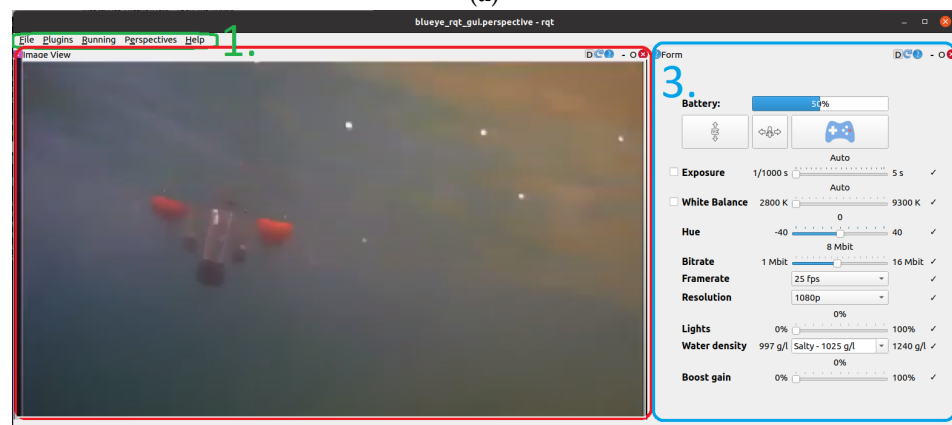 blueye_rqt_gui.perspective - rqt
File Plugins Running Perspectives Help
1.
Image View
D - O
Form
D - O
3.
Battery: 50%
Auto
Exposure 1/1000 s 5 s ✓
Auto
White Balance 2800 K 9300 K ✓
0
Hue -40 40 ✓
8 Mbit
Bitrate 1 Mbit 16 Mbit ✓
Framerate 25 fps ✓
Resolution 1080p ✓
0%
Lights 0% 100% ✓
Water density 997 g/l Salty - 1025 g/l 1240 g/l ✓
0%
Boost gain 0% 100% ✓